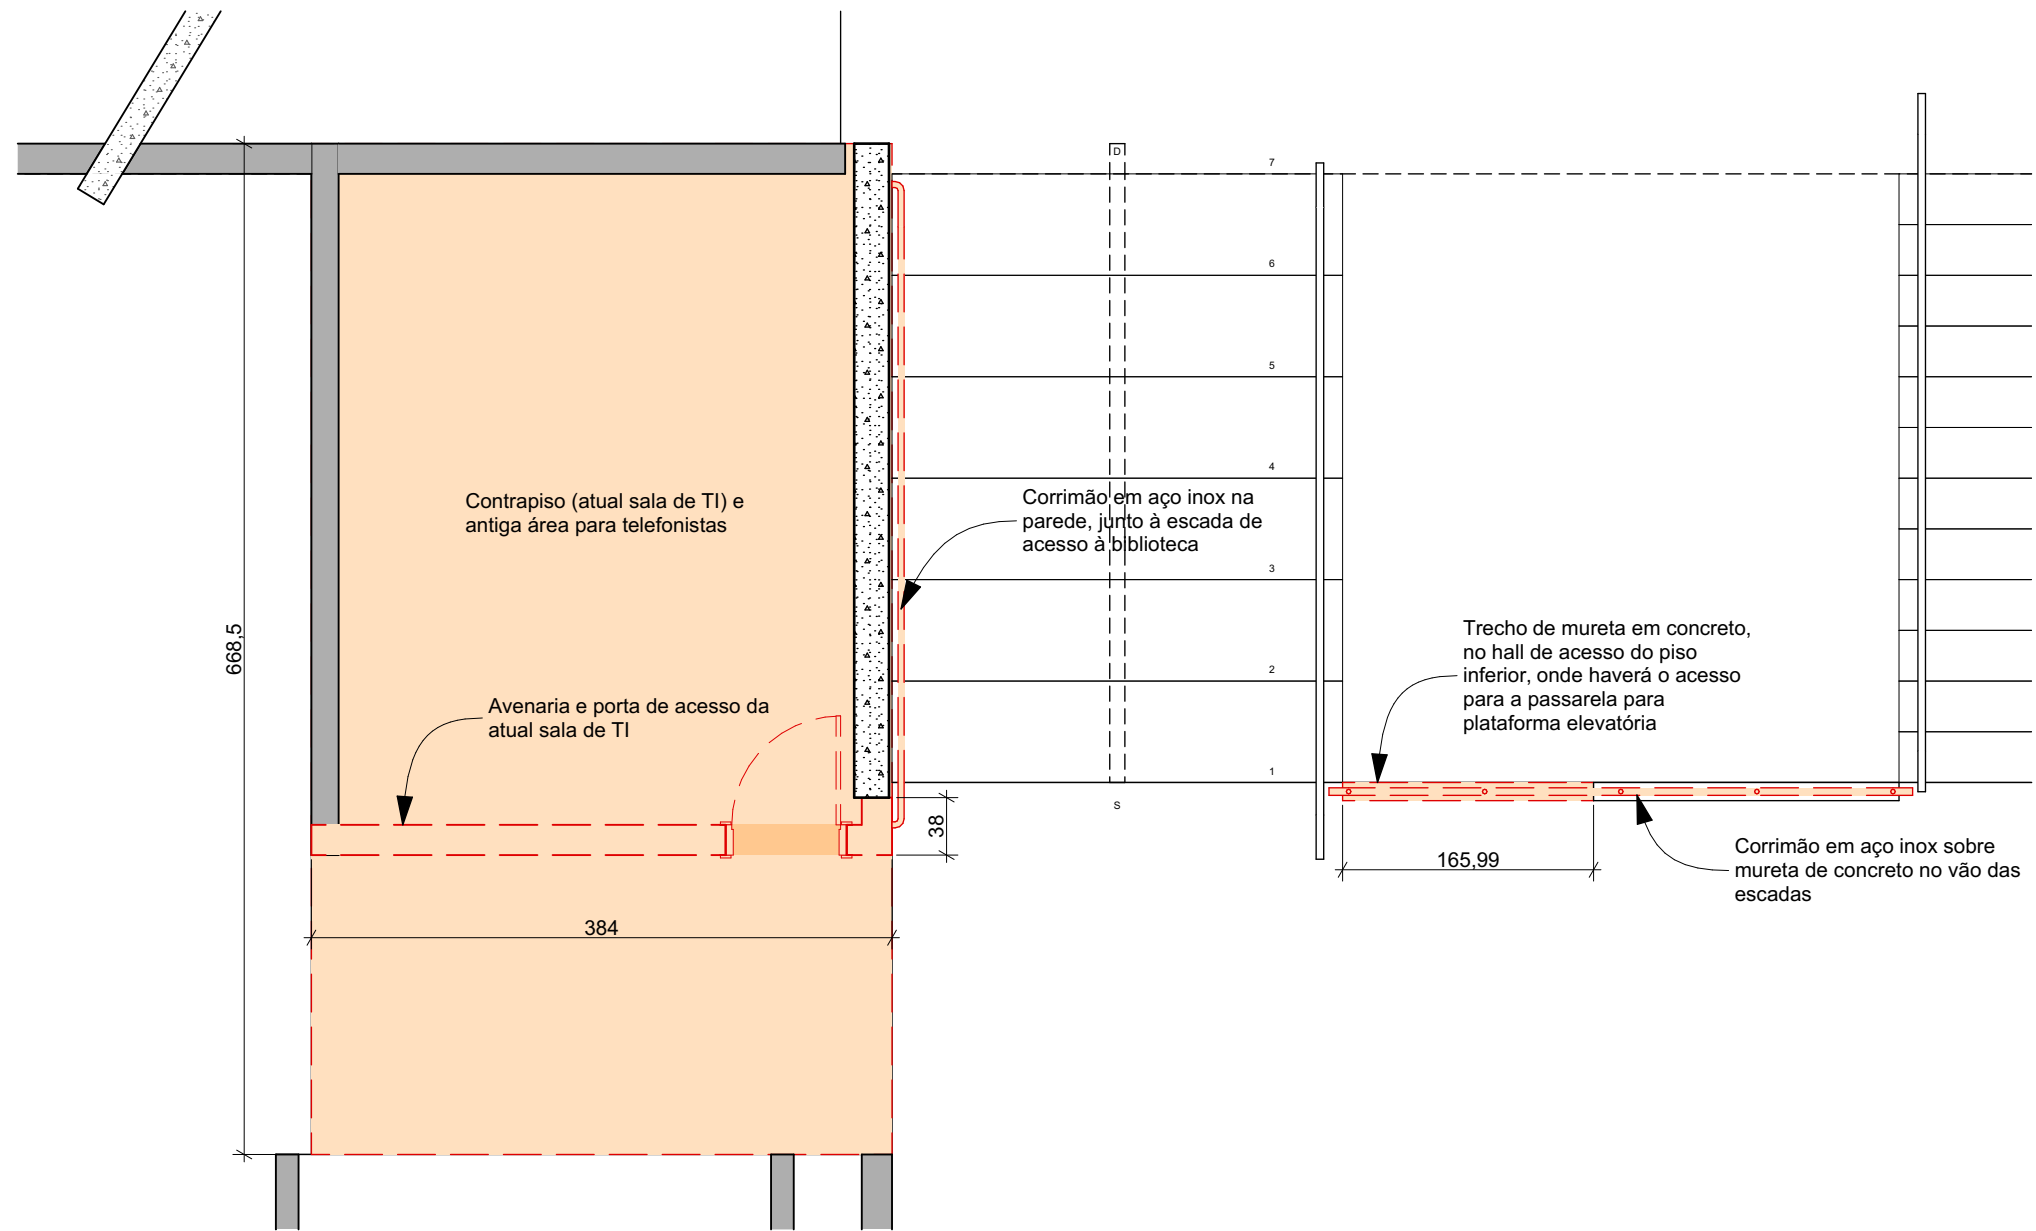 D
7
6
5
4
3
2
1
S
Contrapiso (atual sala de TI) e
antiga área para telefonistas
Corrimão em aço inox na
parede, junto à escada de
acesso à biblioteca
Trecho de mureta em concreto,
no hall de acesso do piso
inferior, onde haverá o acesso
para a passarela para
plataforma elevatória
668,5
Avenaria e porta de acesso da
atual sala de TI
38
165,99
Corrimão em aço inox sobre
mureta de concreto no vão das
escadas
384